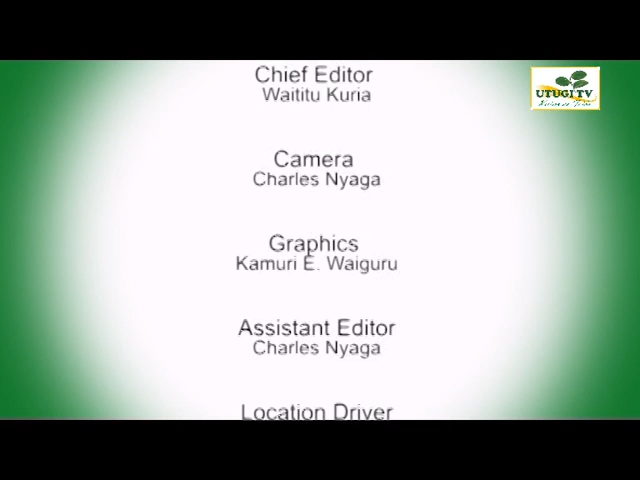 Chief Editor
Waititu Kuria
UTUGI TV
Camera
Charles Nyaga
Graphics
Kamuri E. Waiguru
Assistant Editor
Charles Nyaga
Location Driver